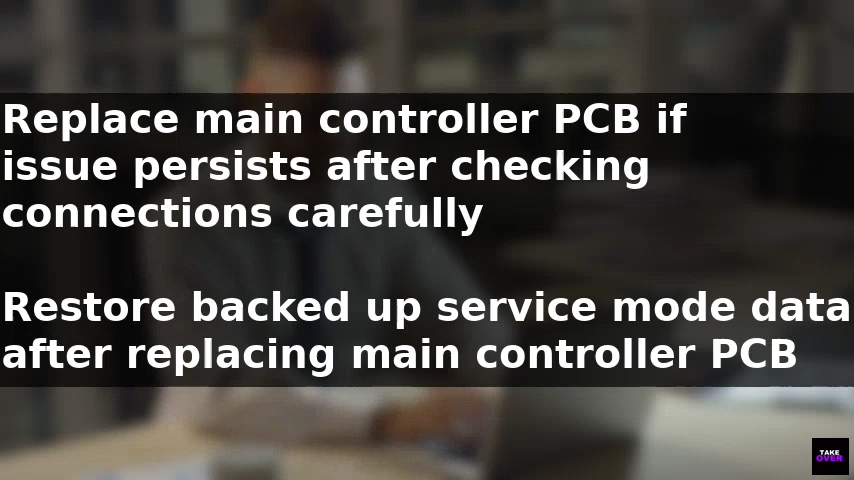 Replace main controller PCB if
issue persists after checking
connections carefully
Restore backed up service mode data
after replacing main controller PCB
TAKE
OVER